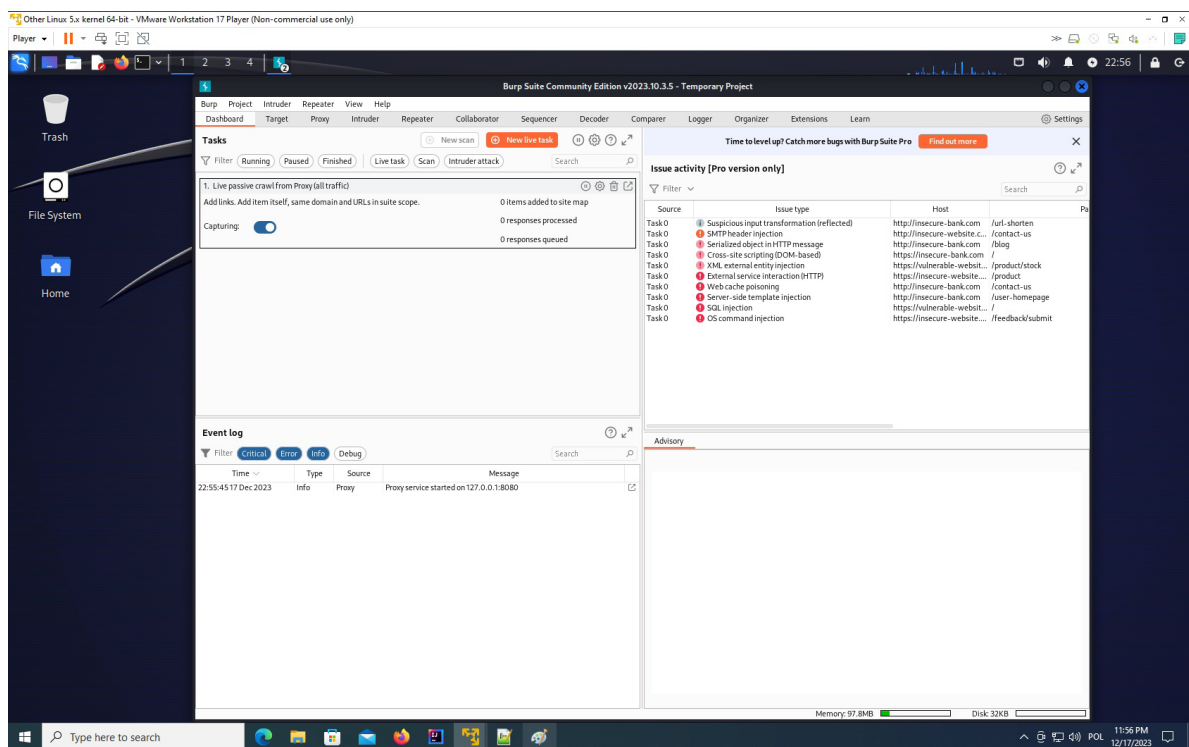 Other Linux 5.x kernel 64-bit - VMware Workstation 17 Player (Non-commercial use only)
Player
1 2 3 4 2 22:56
Burp Suite Community Edition v2023.10.3.5 - Temporary Project
Burp Project Intruder Repeater View Help
Dashboard Target Proxy Intruder Repeater Collaborator Sequencer Decoder Comparer Logger Organizer Extensions Learn Settings
Trash
File System
Home
Tasks New scan New live task
Filter Running Paused Finished Live task Scan Intruder attack Search
1. Live passive crawl from Proxy (all traffic)
Add links. Add item itself, same domain and URLs in suite scope. 0 items added to site map
0 responses processed
Capturing:
0 responses queued
Time to level up? Catch more bugs with Burp Suite Pro Find out more
Issue activity [Pro version only]
Filter Search
Source Issue type Host Pa
Task 0 Suspicious input transformation (reflected) http://insecure-bank.com /url-shorten
Task 0 SMTP header injection http://insecure-website.c... /contact-us
Task 0 Serialized object in HTTP message http://insecure-bank.com /blog
Task 0 Cross-site scripting (DOM-based) http://insecure-bank.com /
Task 0 XML external entity injection https://vulnerable-websit... /product/stock
Task 0 External service interaction (HTTP) https://insecure-website.... /product
Task 0 Web cache poisoning http://insecure-bank.com /contact-us
Task 0 Server-side template injection http://insecure-bank.com /user-homepage
Task 0 SQL injection https://vulnerable-websit... /
Task 0 OS command injection https://insecure-website.... /feedback/submit
Event log
Filter Critical Error Info Debug Search
Time Type Source Message
22:55:45 17 Dec 2023 Info Proxy Proxy service started on 127.0.0.1:8080
Advisory
Memory: 97.8MB Disk: 32KB
Type here to search
POL 11:56 PM
12/17/2023